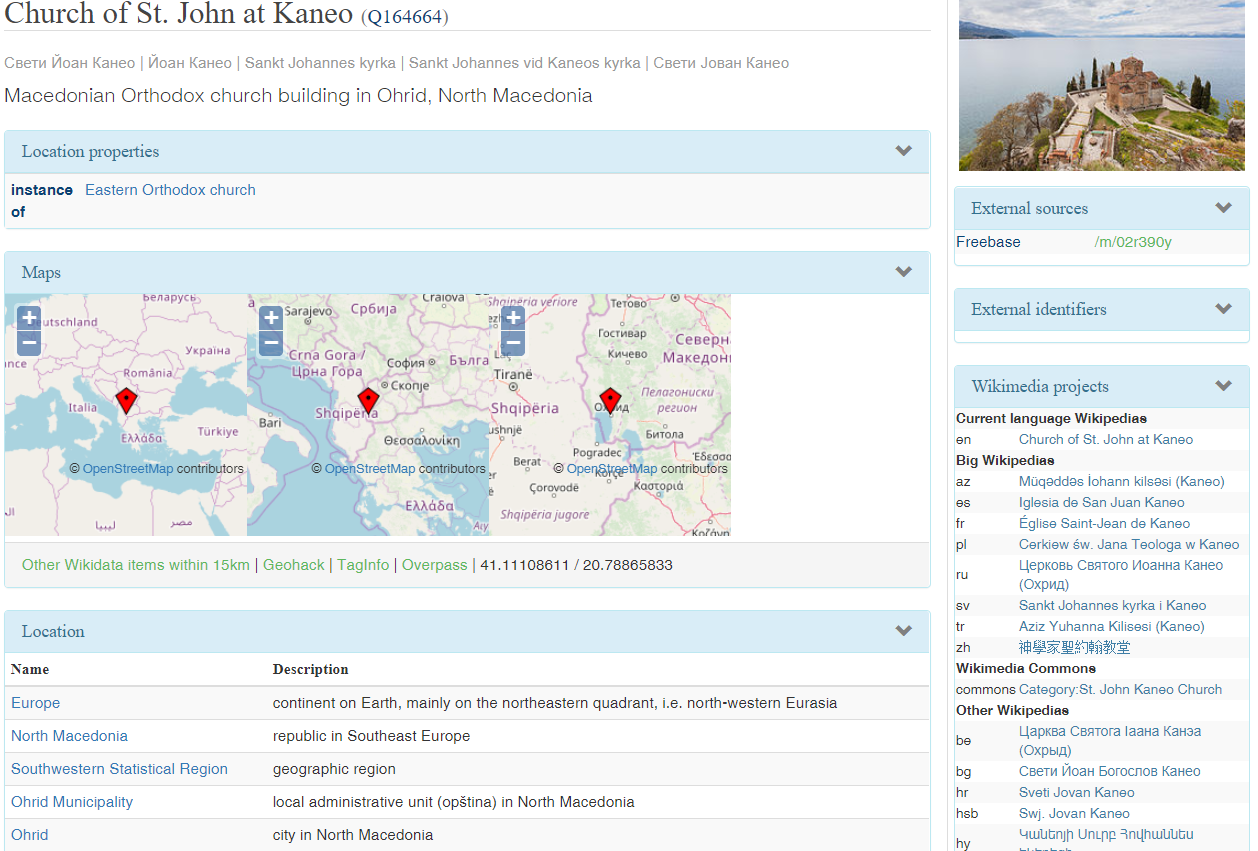 Church of St. John at Kaneo (Q164664)
Свети Йоан Канео | Йоан Канео | Sankt Johannes kyrka | Sankt Johannes vid Kaneos kyrka | Свети Јован Канео
Macedonian Orthodox church building in Ohrid, North Macedonia
Location properties
instance of Eastern Orthodox church
Maps
Беларусь
Deutschland
Україна
România
Italia
Ελλάδα
Türkiye
ليبيا
مصر
+
−
© OpenStreetMap contributors
Sarajevo
Србија
Craiova
Crna Gora /
Црна Гора
София
Бълга
Скопје
Shqipëria
Bari
Θεσσαλονίκη
Ελλάδα
+
−
© OpenStreetMap contributors
Shqipëria veriore
Тетово
Гостивар
Кичево
Северн
Македони
Tiranë
Shqipëria
Охрид
Пелагониски
регион
Битола
Pogradec
Berat
Korçë
Έδεσσα
Çorovodë
Καστοριά
Shqipëria jugore
Κοζάνη
+
−
© OpenStreetMap contributors
Other Wikidata items within 15km | Geohack | TagInfo | Overpass | 41.11108611 / 20.78865833
Location
Name Description
Europe continent on Earth, mainly on the northeastern quadrant, i.e. north-western Eurasia
North Macedonia republic in Southeast Europe
Southwestern Statistical Region geographic region
Ohrid Municipality local administrative unit (opština) in North Macedonia
Ohrid city in North Macedonia
External sources
Freebase /m/02r390y
External identifiers
Wikimedia projects
Current language Wikipedias
en Church of St. John at Kaneo
Big Wikipedias
az Müqəddəs İohann kilsəsi (Kaneo)
es Iglesia de San Juan Kaneo
fr Église Saint-Jean de Kaneo
pl Cerkiew św. Jana Teologa w Kaneo
ru Церковь Святого Иоанна Канео
(Охрид)
sv Sankt Johannes kyrka i Kaneo
tr Aziz Yuhanna Kilisesi (Kaneo)
zh 神學家聖約翰教堂
Wikimedia Commons
commons Category:St. John Kaneo Church
Other Wikipedias
be Царква Святога Іаана Канэа
(Охрыд)
bg Свети Йоан Богослов Канео
hr Sveti Jovan Kaneo
hsb Swj. Jovan Kaneo
hy Կանեոյի Սուրբ Հովհաննես